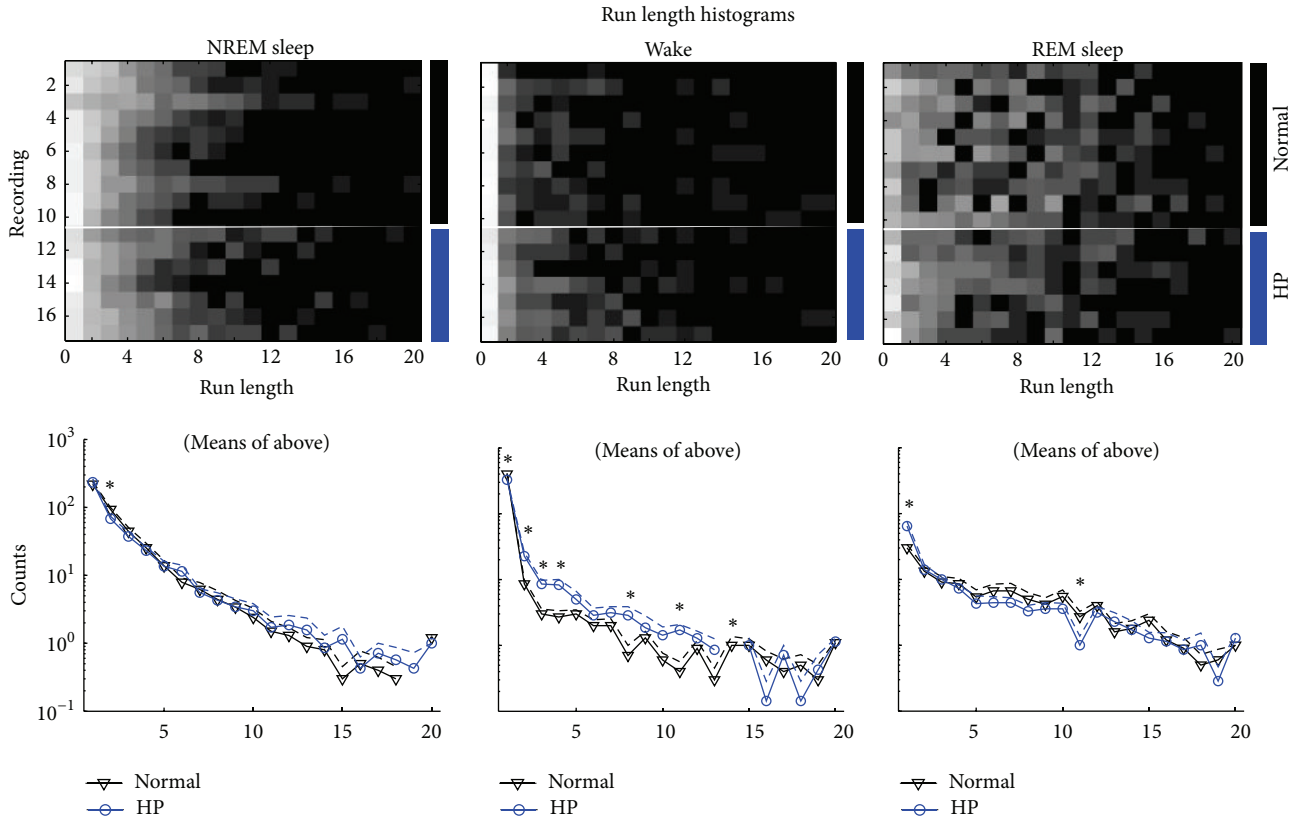 Run length histograms
NREM sleep
Wake
REM sleep
Recording
2
4
6
8
10
12
14
16
0 4 8 12 16 20
0 4 8 12 16 20
0 4 8 12 16 20
Run length
Run length
Run length
Normal
HP
(Means of above)
(Means of above)
(Means of above)
Counts
10³
10²
10¹
10⁰
10⁻¹
* 
* * * * * * *
* *
5 10 15 20
5 10 15 20
5 10 15 20
Normal
HP
Normal
HP
Normal
HP